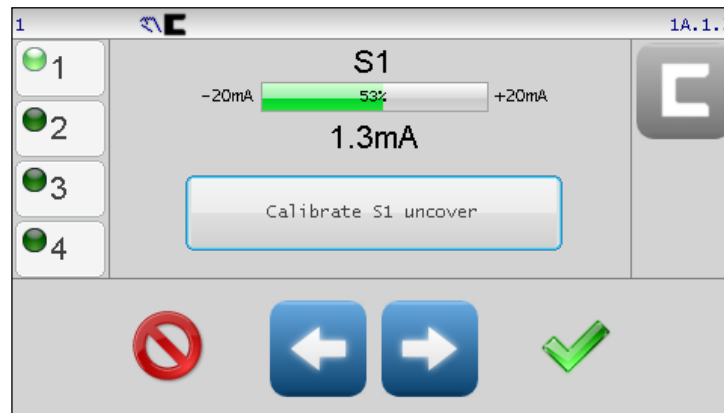 1
1A.1.
1
2
3
4
S1
-20mA 53% +20mA
1.3mA
Calibrate S1 uncover